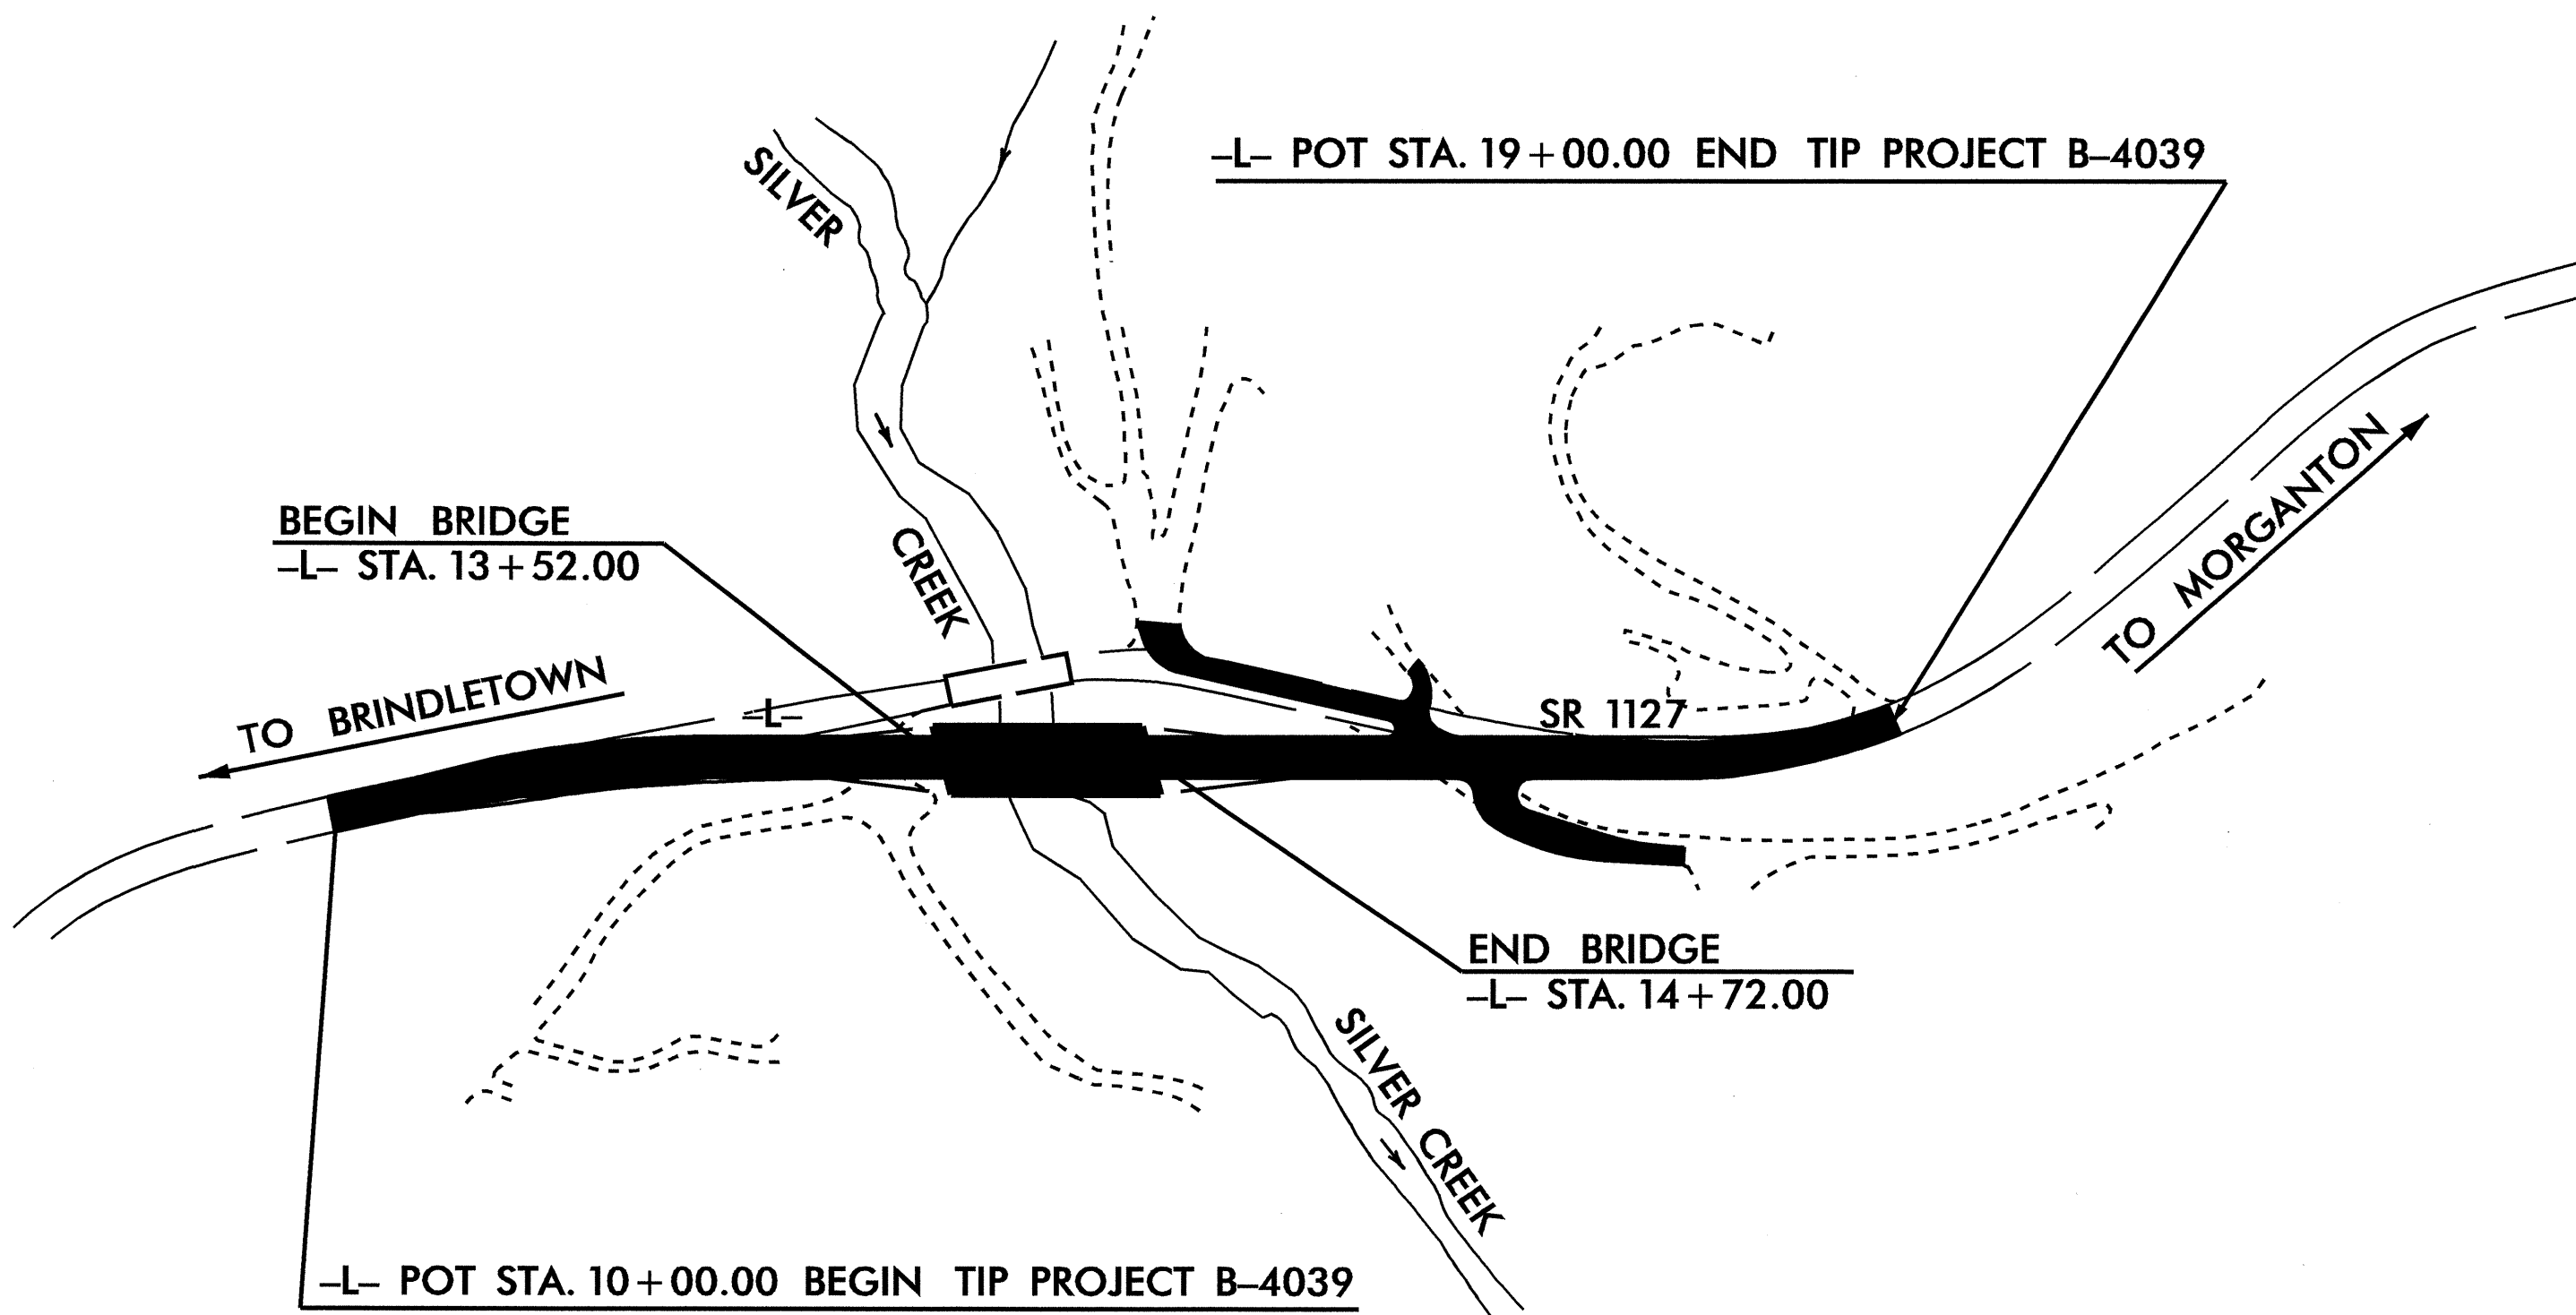 SILVER
-L- POT STA. 19+00.00 END TIP PROJECT B-4039
BEGIN BRIDGE
-L- STA. 13+52.00
CREEK
TO MORGANTON
TO BRINDLETOWN
-L-
SR 1127
END BRIDGE
-L- STA. 14+72.00
SILVER CREEK
-L- POT STA. 10+00.00 BEGIN TIP PROJECT B-4039